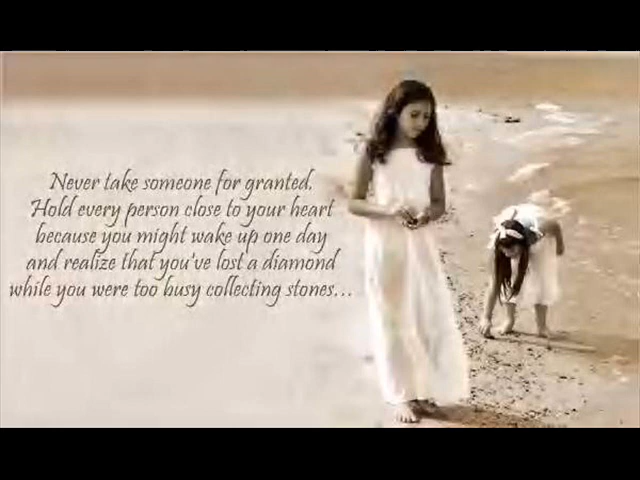 Never take someone for granted.
Hold every person close to your heart
because you might wake up one day
and realize that you've lost a diamond
while you were too busy collecting stones...